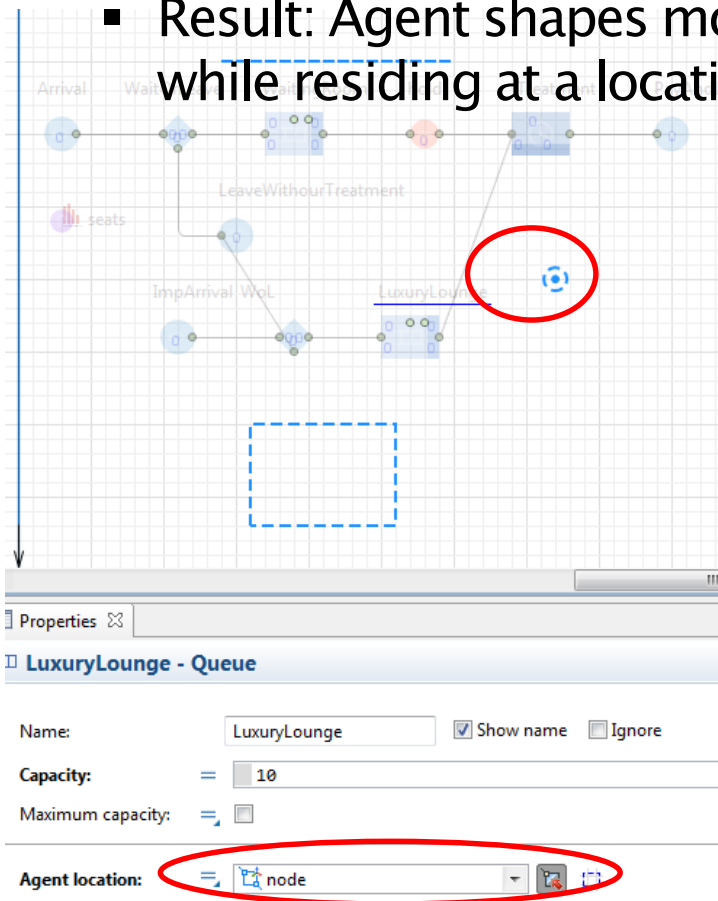 ▪ Result: Agent shapes mo
while residing at a locati
Arrival
seats
LeaveWithourTreatment
ImpArrival WoL LuxuryLounge
Properties
LuxuryLounge - Queue
Name: LuxuryLounge Show name Ignore
Capacity: = 10
Maximum capacity: =
Agent location: = node